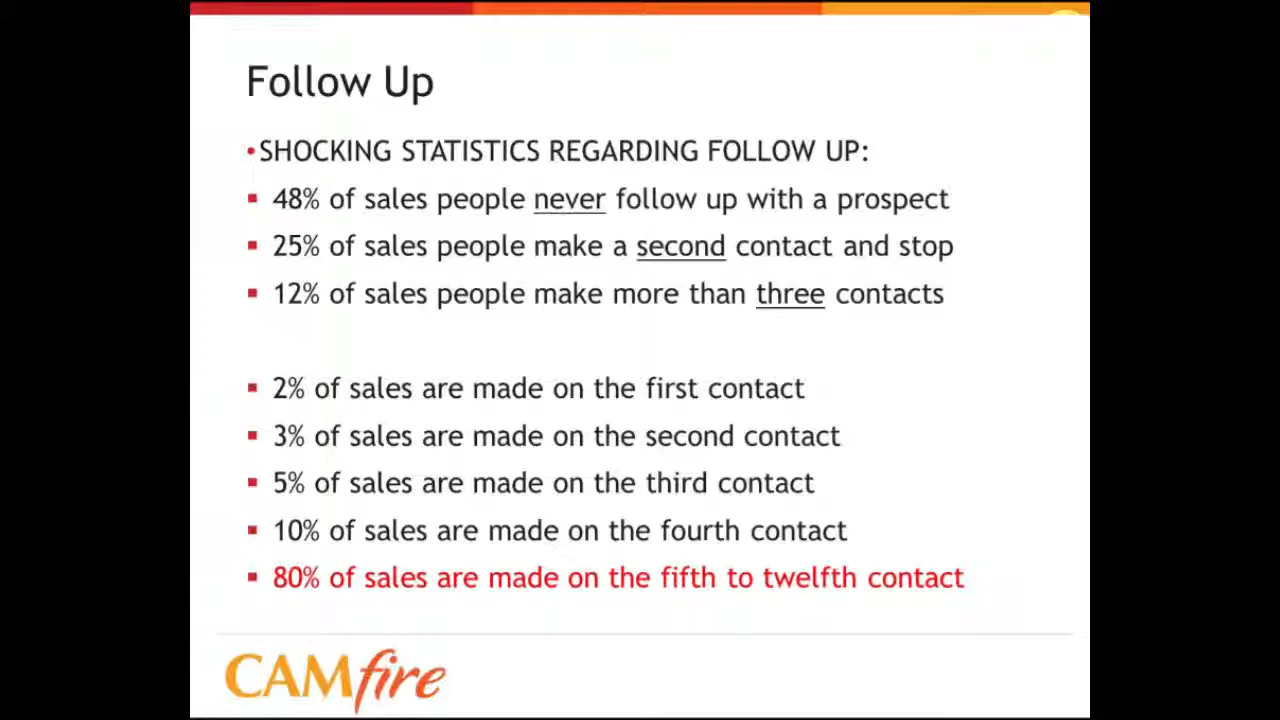 Follow Up
•SHOCKING STATISTICS REGARDING FOLLOW UP:
▪ 48% of sales people never follow up with a prospect
▪ 25% of sales people make a second contact and stop
▪ 12% of sales people make more than three contacts
▪ 2% of sales are made on the first contact
▪ 3% of sales are made on the second contact
▪ 5% of sales are made on the third contact
▪ 10% of sales are made on the fourth contact
▪ 80% of sales are made on the fifth to twelfth contact
CAMfire